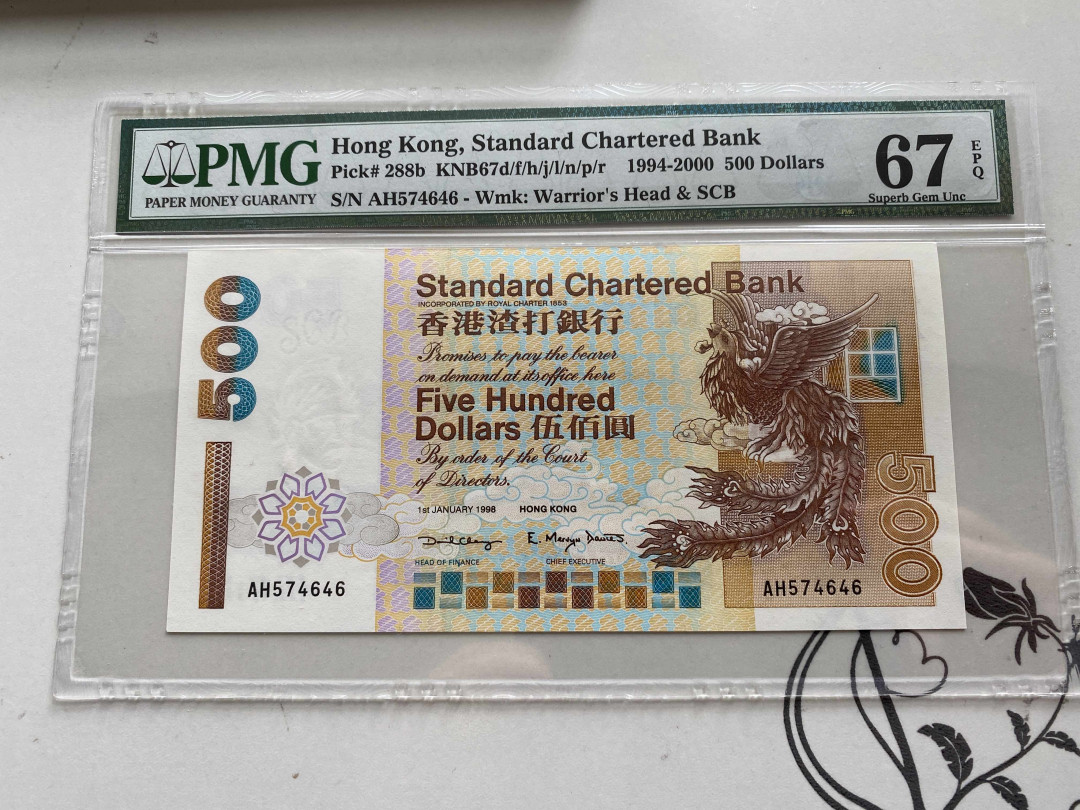 PMG
PAPER MONEY GUARANTY
Hong Kong, Standard Chartered Bank
Pick# 288b KNB67d/f/h/j/l/n/p/r 1994-2000 500 Dollars
S/N AH574646 - Wmk: Warrior's Head & SCB
67
EPQ
Superb Gem Unc
500
Standard Chartered Bank
INCORPORATED BY ROYAL CHARTER 1853
香港渣打銀行
Promises to pay the bearer
on demand at its office here
Five Hundred
Dollars 伍佰圓
By order of the Court
of Directors.
1st JANUARY 1998 HONG KONG
E. Mervyn Davies
HEAD OF FINANCE CHIEF EXECUTIVE
AH574646
AH574646
500